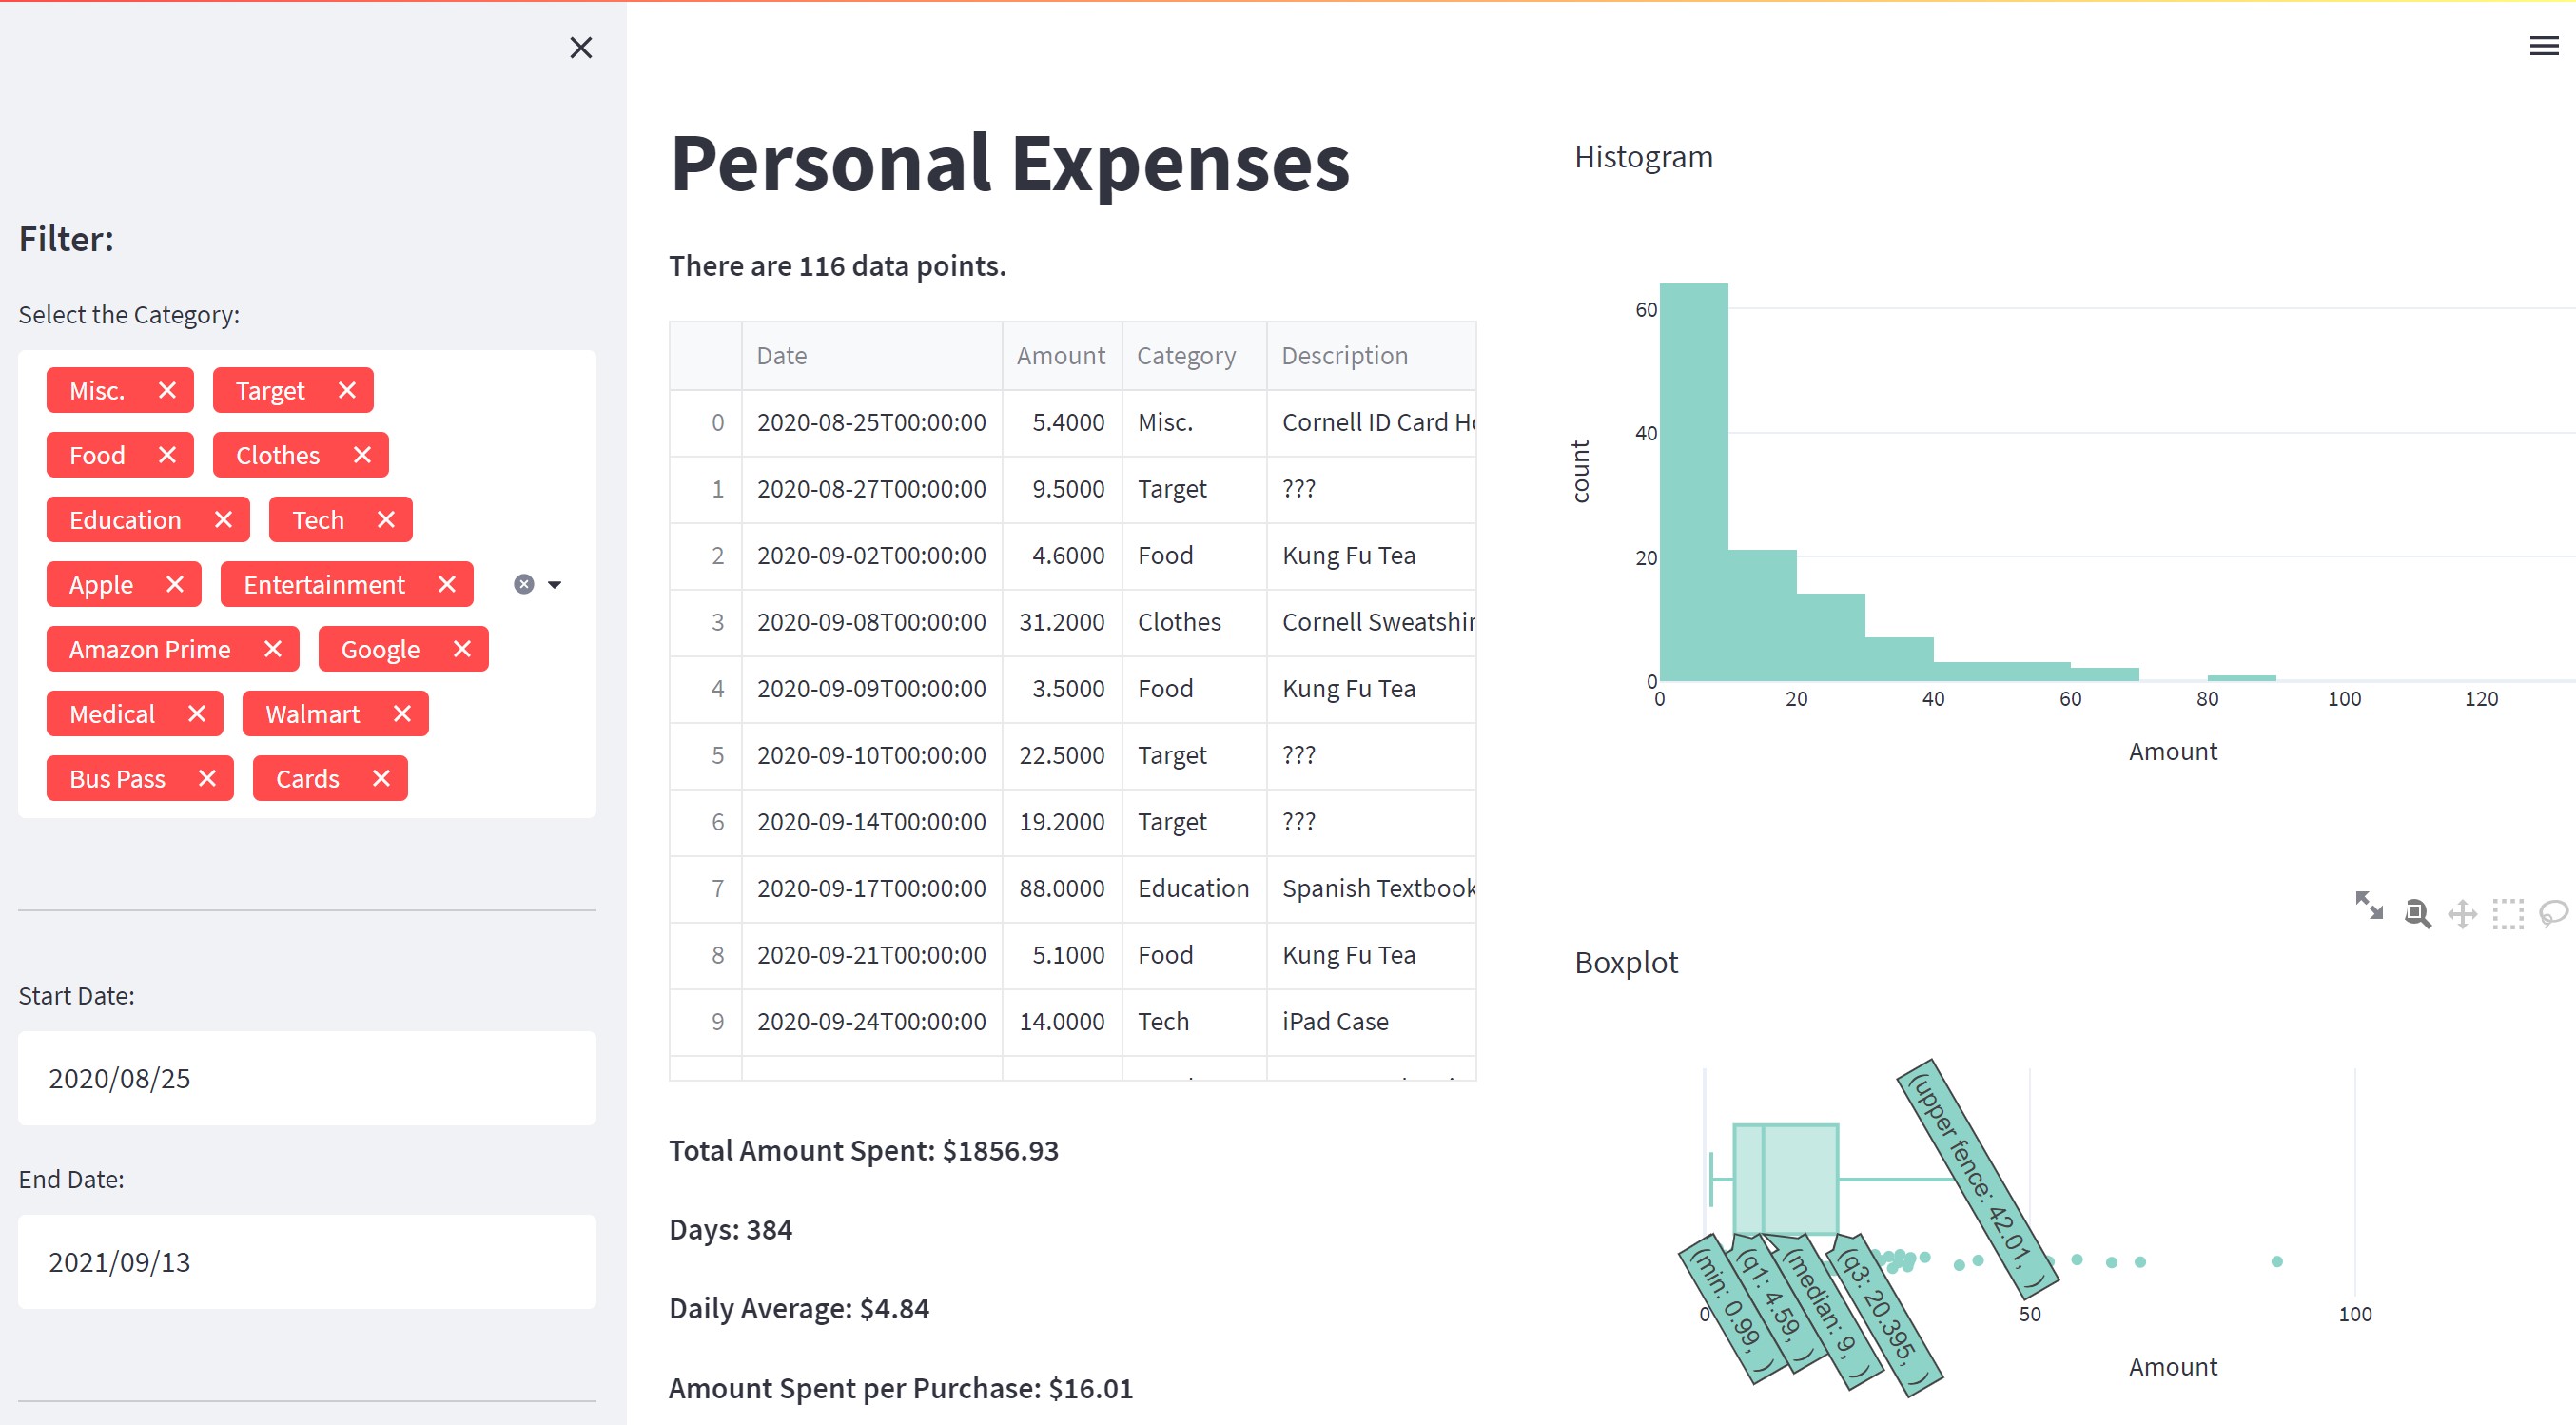 Filter:
Select the Category:
Misc. Target
Food Clothes
Education Tech
Apple Entertainment
Amazon Prime Google
Medical Walmart
Bus Pass Cards
Start Date:
2020/08/25
End Date:
2021/09/13
Personal Expenses
There are 116 data points.
Date Amount Category Description
0 2020-08-25T00:00:00 5.4000 Misc. Cornell ID Card
1 2020-08-27T00:00:00 9.5000 Target ???
2 2020-09-02T00:00:00 4.6000 Food Kung Fu Tea
3 2020-09-08T00:00:00 31.2000 Clothes Cornell Sweatshir
4 2020-09-09T00:00:00 3.5000 Food Kung Fu Tea
5 2020-09-10T00:00:00 22.5000 Target ???
6 2020-09-14T00:00:00 19.2000 Target ???
7 2020-09-17T00:00:00 88.0000 Education Spanish Textbook
8 2020-09-21T00:00:00 5.1000 Food Kung Fu Tea
9 2020-09-24T00:00:00 14.0000 Tech iPad Case
Total Amount Spent: $1856.93
Days: 384
Daily Average: $4.84
Amount Spent per Purchase: $16.01
Histogram
60
40
20
0
count
0 20 40 60 80 100 120
Amount
Boxplot
(upper fence: 42.01, )
(min: 0.99, )
(q1: 4.59, )
(median: 9, )
(q3: 20.395, )
0 50 100
Amount